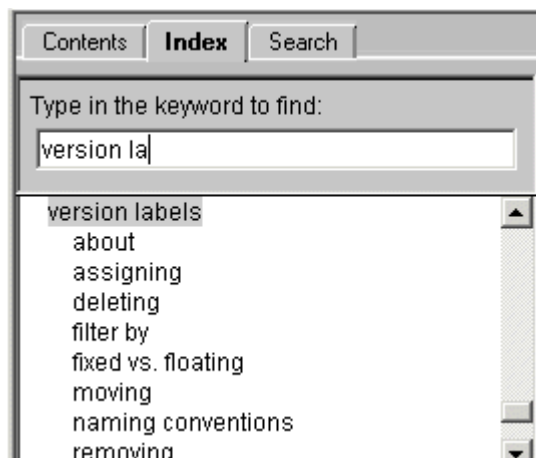 Contents Index Search
Type in the keyword to find:
version la
version labels
about
assigning
deleting
filter by
fixed vs. floating
moving
naming conventions
removing